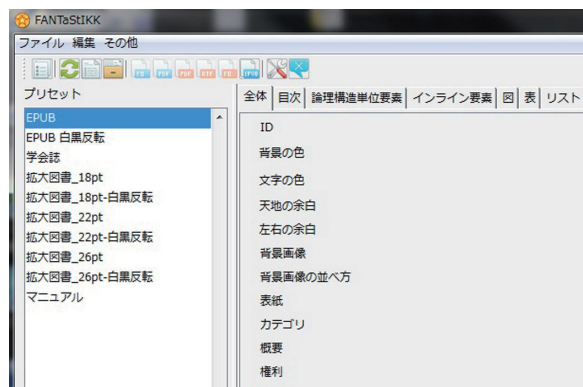 FANTaStIKK
ファイル 編集 その他
プリセット
EPUB
EPUB 白黒反転
学会誌
拡大図書_18pt
拡大図書_18pt-白黒反転
拡大図書_22pt
拡大図書_22pt-白黒反転
拡大図書_26pt
拡大図書_26pt-白黒反転
マニュアル
全体 目次 論理構造単位要素 インライン要素 図 表 リスト
ID
背景の色
文字の色
天地の余白
左右の余白
背景画像
背景画像の並べ方
表紙
カテゴリ
概要
権利